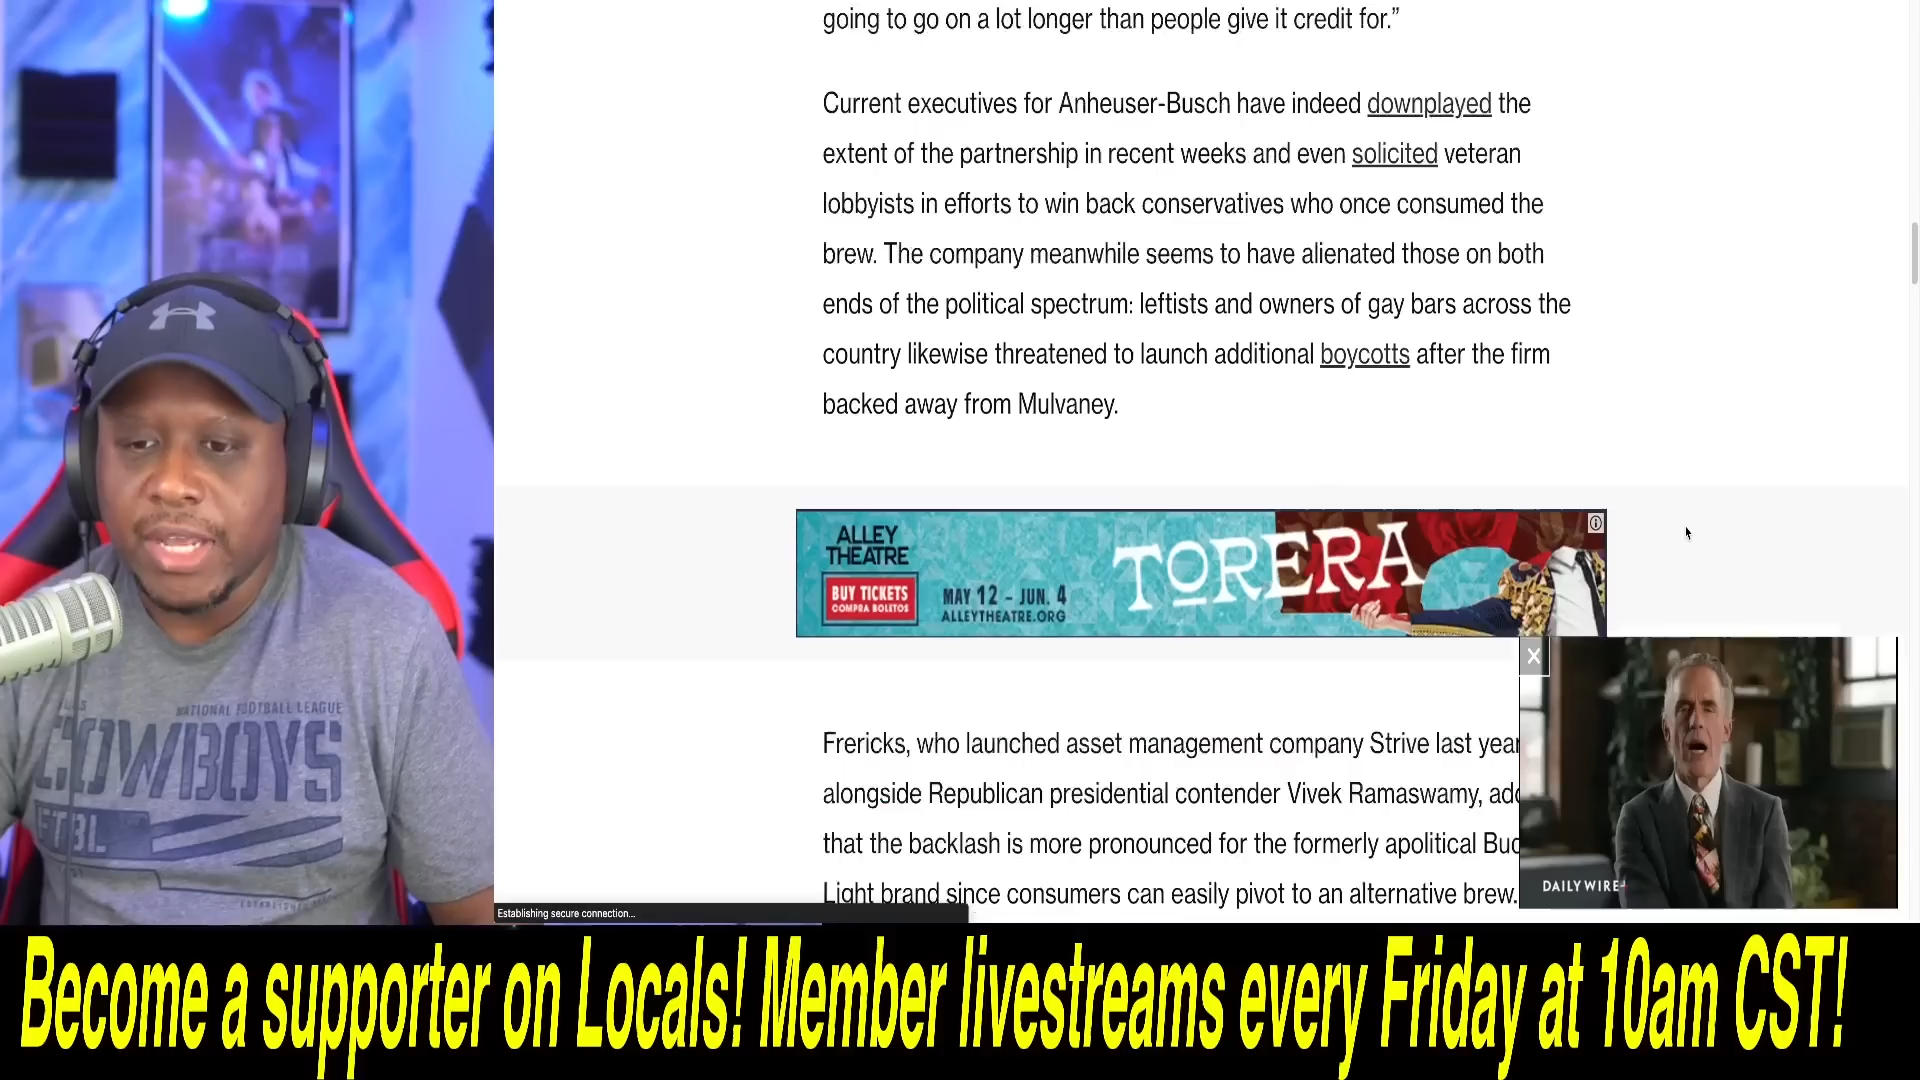 going to go on a lot longer than people give it credit for.”
Current executives for Anheuser-Busch have indeed downplayed the
extent of the partnership in recent weeks and even solicited veteran
lobbyists in efforts to win back conservatives who once consumed the
brew. The company meanwhile seems to have alienated those on both
ends of the political spectrum: leftists and owners of gay bars across the
country likewise threatened to launch additional boycotts after the firm
backed away from Mulvaney.
ALLEY
THEATRE
BUY TICKETS
COMPRA BOLETOS
MAY 12 - JUN. 4
ALLEYTHEATRE.ORG
TORERA
X
Frericks, who launched asset management company Strive last year
alongside Republican presidential contender Vivek Ramaswamy,
that the backlash is more pronounced for the formerly apolitical
Light brand since consumers can easily pivot to an alternative brew.
DAILYWIRE+
Establishing secure connection...
NATIONAL FOOTBALL LEAGUE
COWBOYS
FTBL
Become a supporter on Locals! Member livestreams every Friday at 10am CST!